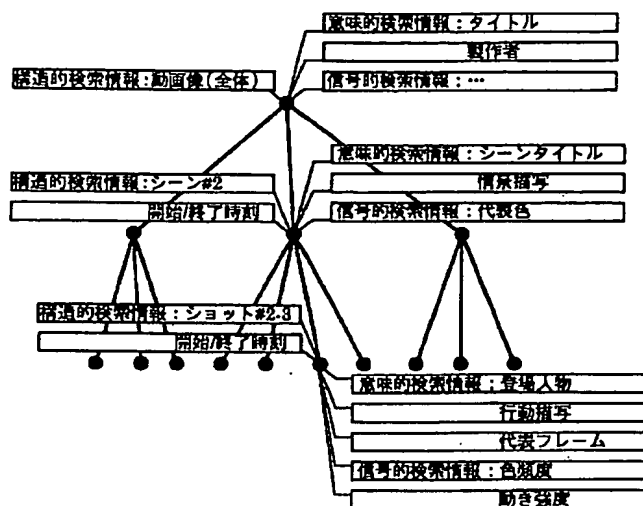 意味的検索情報：タイトル
製作者
構造的検索情報：動画像(全体)
信号的検索情報：…
意味的検索情報：シーンタイトル
構造的検索情報：シーン#2
情景描写
開始/終了時刻
信号的検索情報：代表色
構造的検索情報：ショット#2-3
開始/終了時刻
意味的検索情報：登場人物
行動描写
代表フレーム
信号的検索情報：色頻度
動き強度